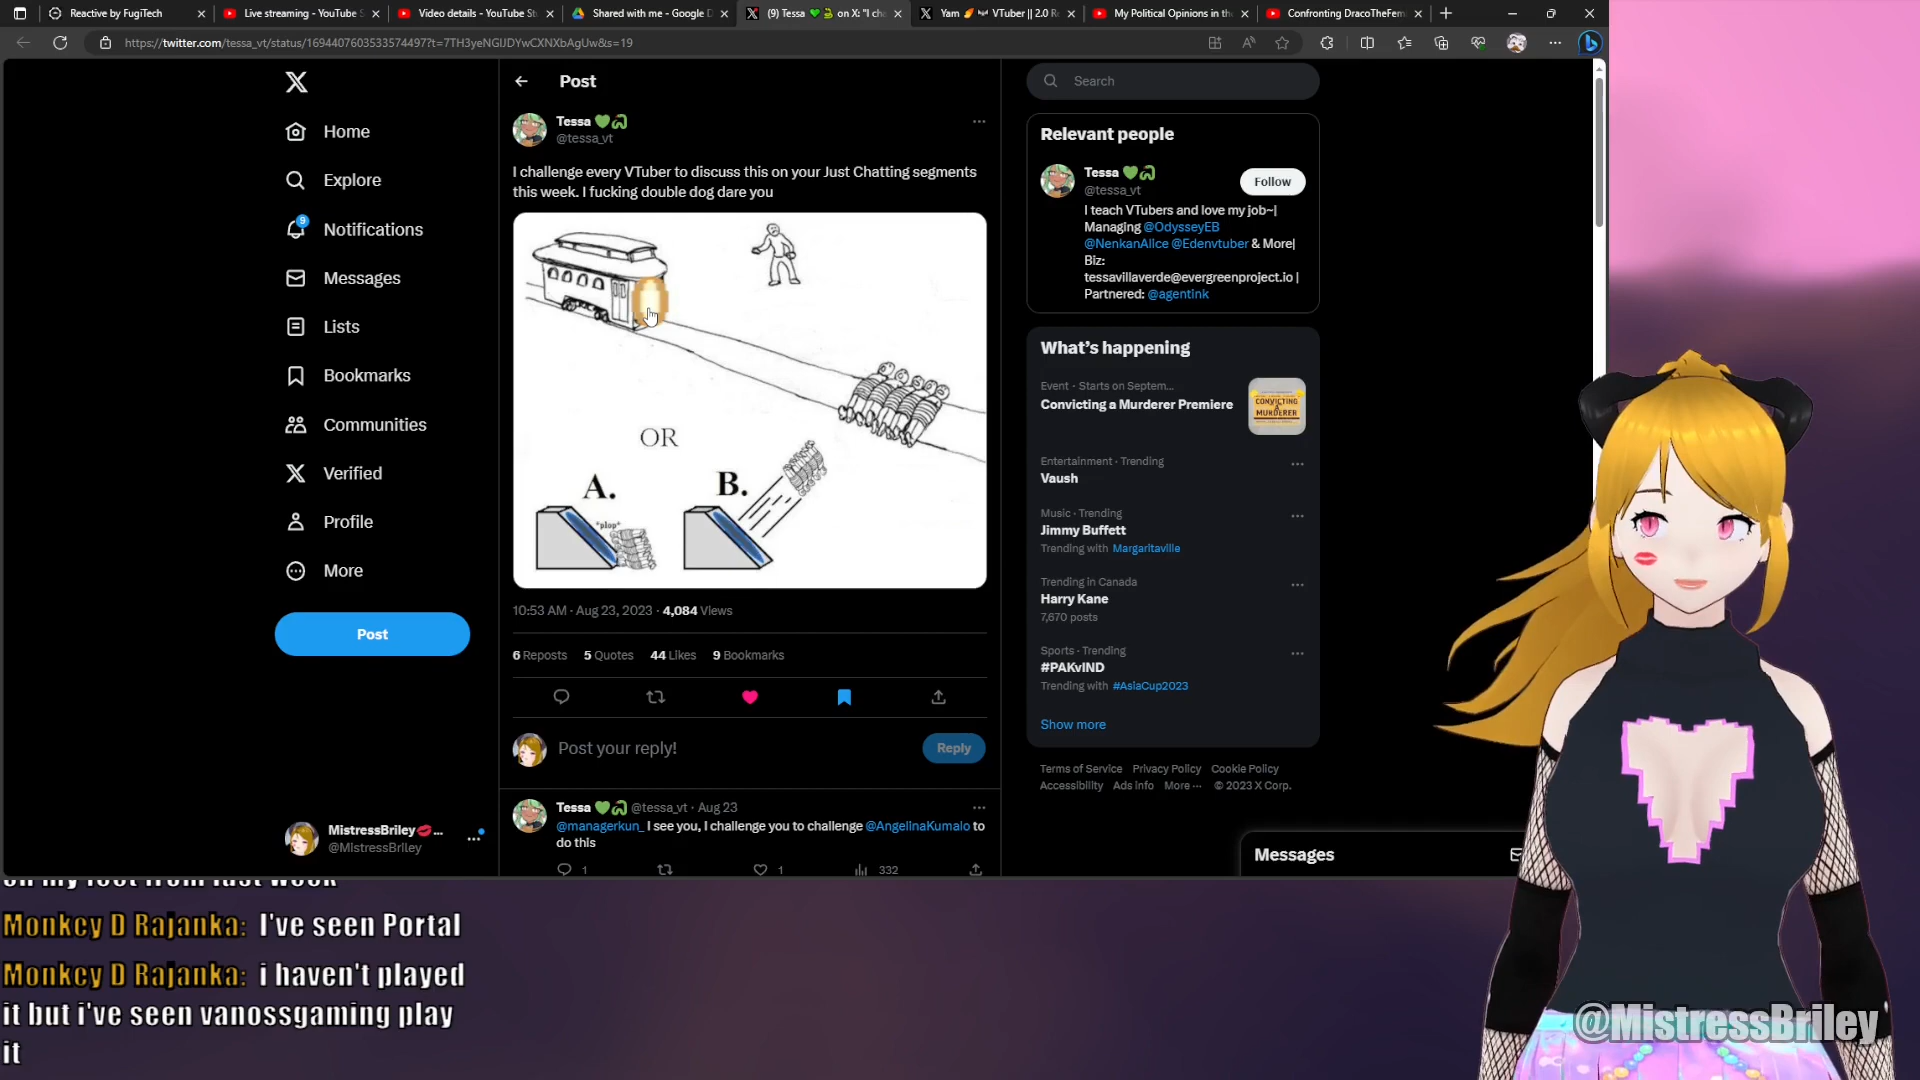 Reactive by FugiTech
Live streaming - YouTube S
Video details - YouTube St
Shared with me - Google D
(9) Tessa 💚🐍 on X: "I cha
VTuber || 2.0 R
My Political Opinions in th
Confronting DracoTheFem
https://twitter.com/tessa_vt/status/1694407603533574497?t=7TH3yeNGIJDYwCXNXbAgUw&s=19
Home
Explore
9
Notifications
Messages
Lists
Bookmarks
Communities
Verified
Profile
More
Post
MistressBriley💋...
@MistressBriley
Post
Tessa 💚
@tessa_vt
I challenge every VTuber to discuss this on your Just Chatting segments
this week. I fucking double dog dare you
OR
A.
B.
*plop*
10:53 AM · Aug 23, 2023 · 4,084 Views
6 Reposts 5 Quotes 44 Likes 9 Bookmarks
Post your reply!
Reply
Tessa 💚 @tessa_vt · Aug 23
@managerkun_ I see you, I challenge you to challenge @AngelinaKumalo to
do this
1
1
332
Search
Relevant people
Tessa 💚
@tessa_vt
Follow
I teach VTubers and love my job~|
Managing @OdysseyEB
@NenkanAlice @Edenvtuber & More|
Biz:
tessavillaverde@evergreenproject.io |
Partnered: @agentink
What's happening
Event · Starts on Septem...
Convicting a Murderer Premiere
CONVICTING
A
MURDERER
Entertainment · Trending
Vaush
Music · Trending
Jimmy Buffett
Trending with Margaritaville
Trending in Canada
Harry Kane
7,670 posts
Sports · Trending
#PAKvIND
Trending with #AsiaCup2023
Show more
Terms of Service Privacy Policy Cookie Policy
Accessibility Ads info More ··· © 2023 X Corp.
Messages
on my foot from last week
Monkey D Rajanka: I've seen Portal
Monkey D Rajanka: i haven't played
it but i've seen vanossgaming play
it
@MistressBriley